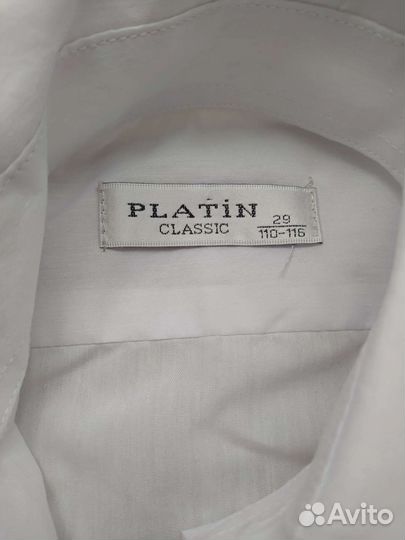 PLATiN
CLASSIC
29
110-116
Avito